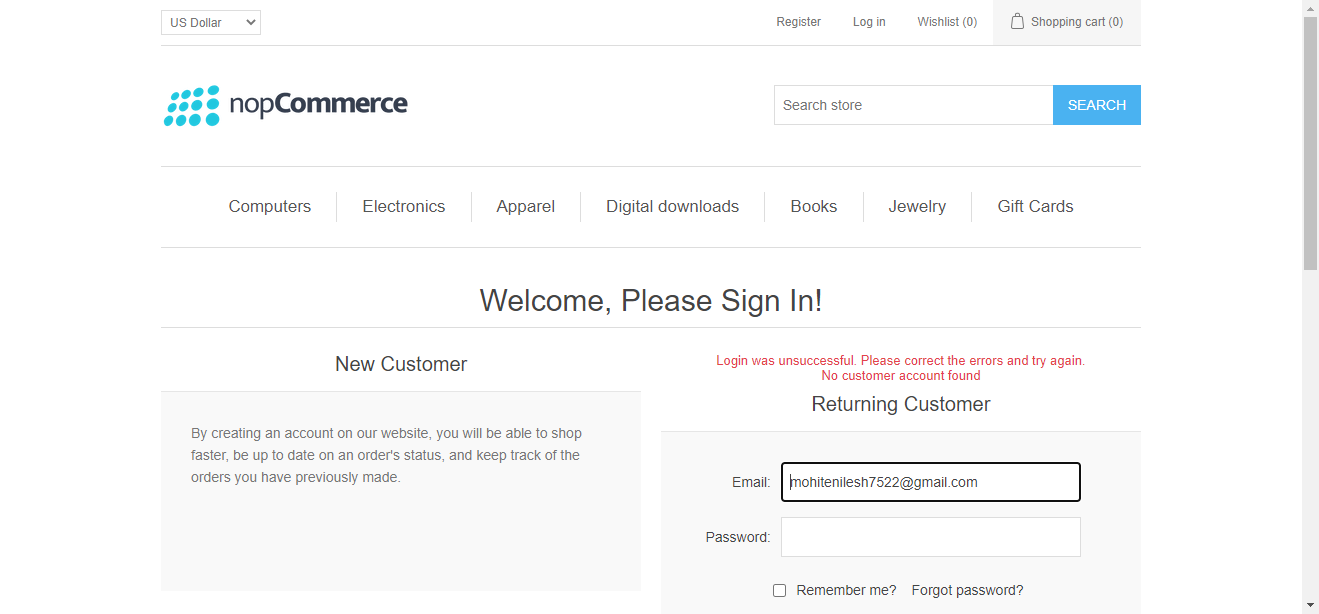 US Dollar
Register Log in Wishlist (0) Shopping cart (0)
nopCommerce
Search store SEARCH
Computers Electronics Apparel Digital downloads Books Jewelry Gift Cards
Welcome, Please Sign In!
New Customer
By creating an account on our website, you will be able to shop
faster, be up to date on an order's status, and keep track of the
orders you have previously made.
Login was unsuccessful. Please correct the errors and try again.
No customer account found
Returning Customer
Email: mohitenilesh7522@gmail.com
Password:
Remember me? Forgot password?